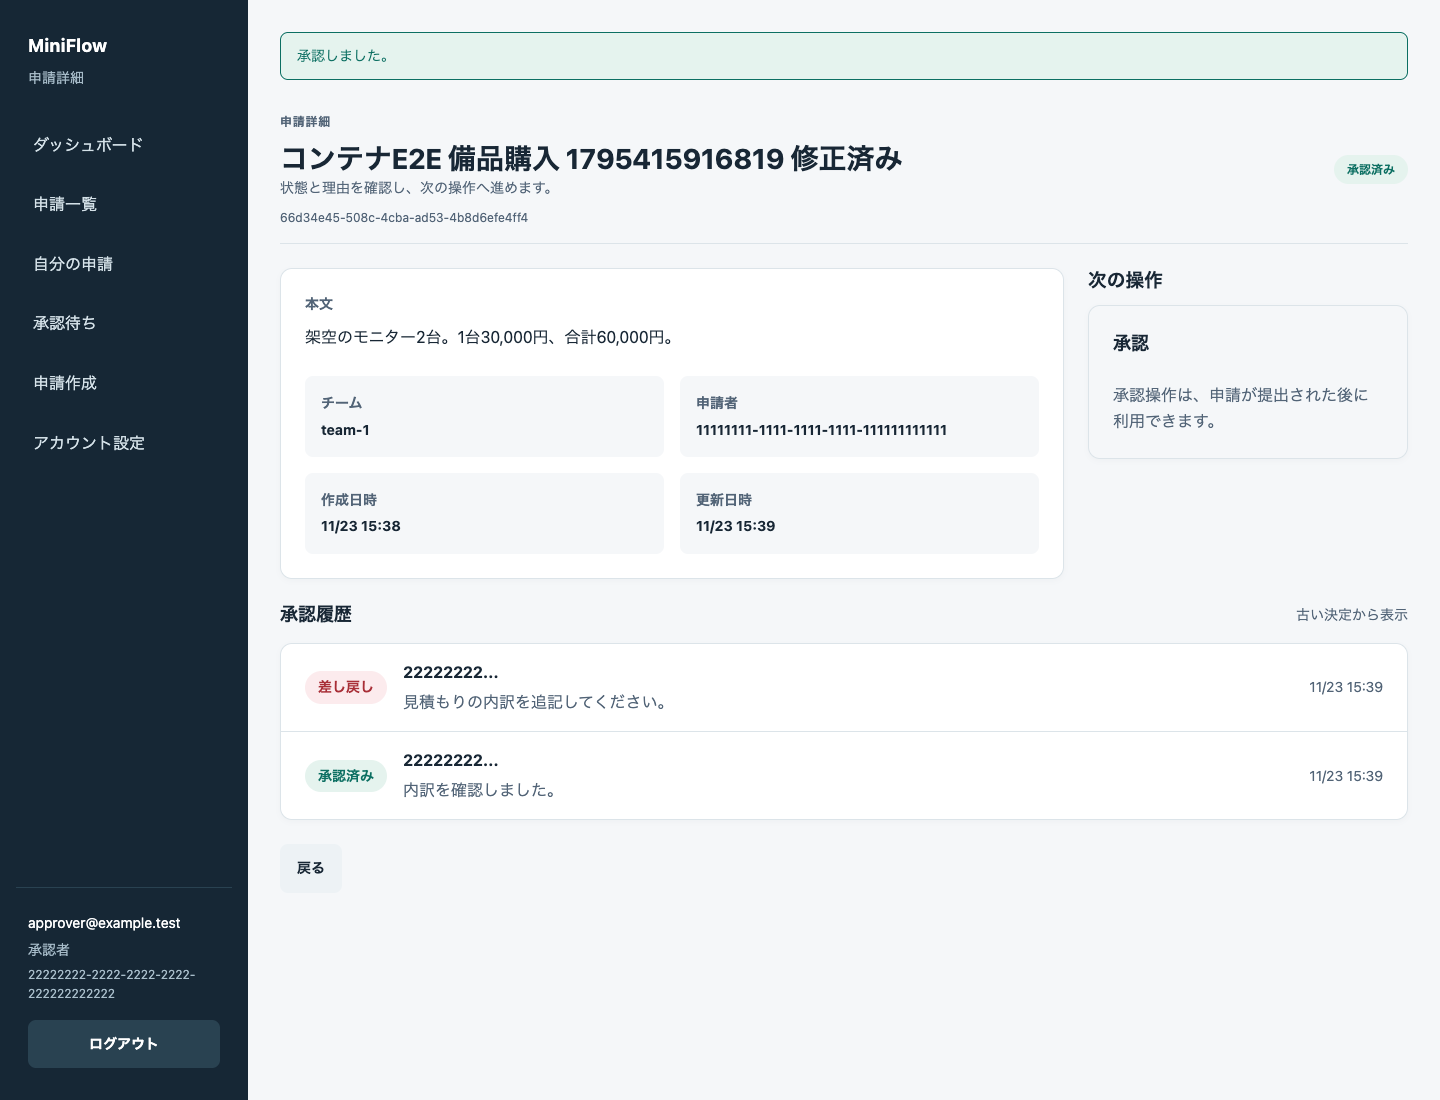 MiniFlow
申請詳細
ダッシュボード
申請一覧
自分の申請
承認待ち
申請作成
アカウント設定
approver@example.test
承認者
22222222-2222-2222-2222-
222222222222
ログアウト
承認しました。
申請詳細
コンテナE2E 備品購入 1795415916819 修正済み
承認済み
状態と理由を確認し、次の操作へ進めます。
66d34e45-508c-4cba-ad53-4b8d6efe4ff4
本文
架空のモニター2台。1台30,000円、合計60,000円。
チーム
team-1
申請者
11111111-1111-1111-1111-111111111111
作成日時
11/23 15:38
更新日時
11/23 15:39
次の操作
承認
承認操作は、申請が提出された後に
利用できます。
承認履歴
古い決定から表示
差し戻し
22222222...
見積もりの内訳を追記してください。
11/23 15:39
承認済み
22222222...
内訳を確認しました。
11/23 15:39
戻る